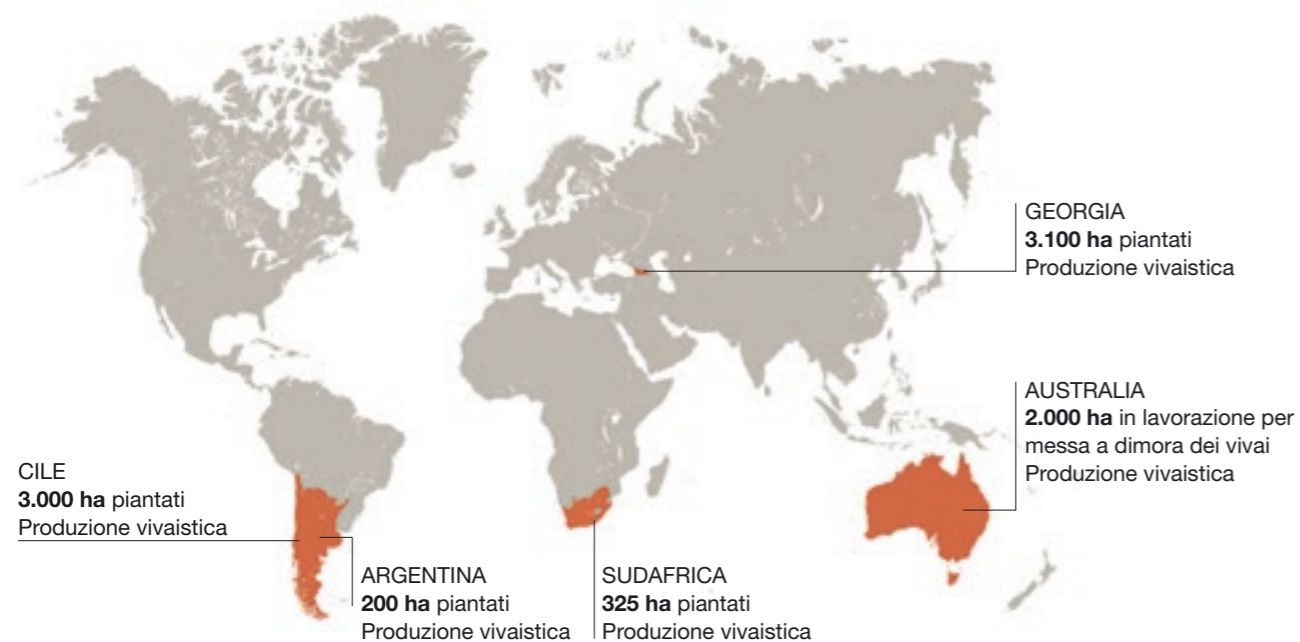 GEORGIA
3.100 ha piantati
Produzione vivaistica
AUSTRALIA
2.000 ha in lavorazione per
messa a dimora dei vivai
Produzione vivaistica
CILE
3.000 ha piantati
Produzione vivaistica
ARGENTINA
200 ha piantati
Produzione vivaistica
SUDAFRICA
325 ha piantati
Produzione vivaistica